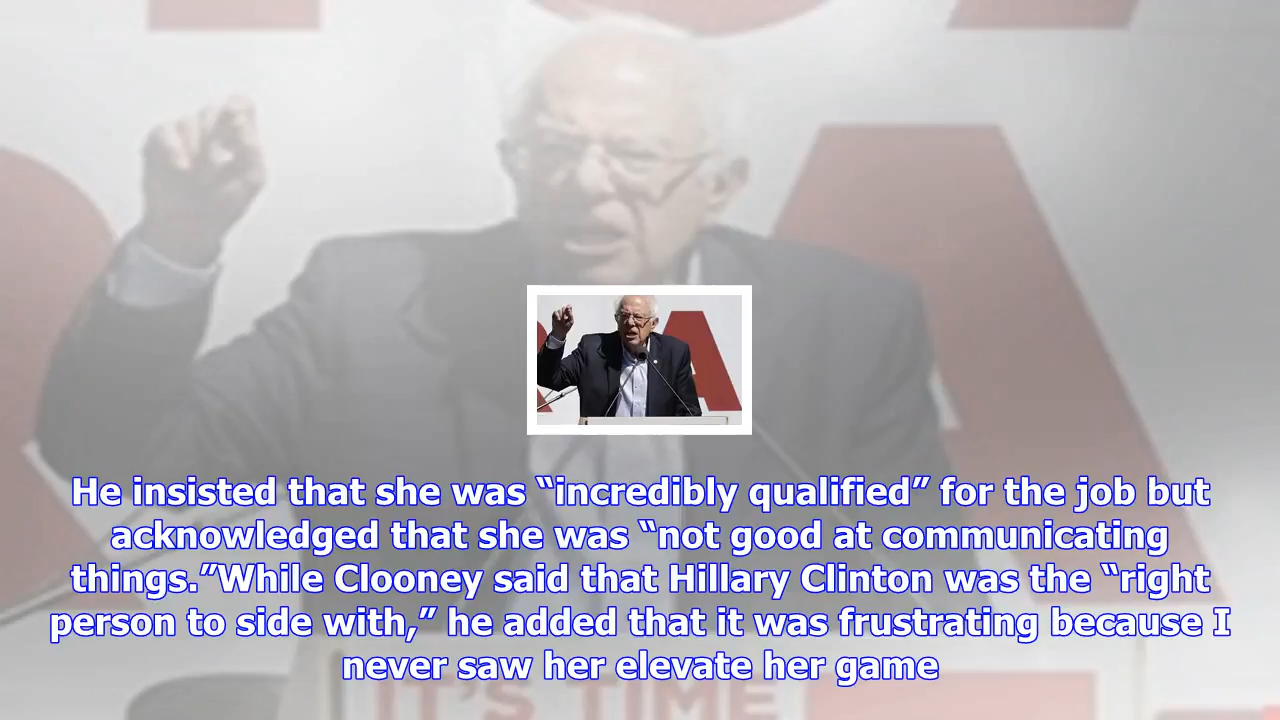 A
He insisted that she was “incredibly qualified” for the job but
acknowledged that she was “not good at communicating
things.”While Clooney said that Hillary Clinton was the “right
person to side with,” he added that it was frustrating because I
never saw her elevate her game
IT'S TIME